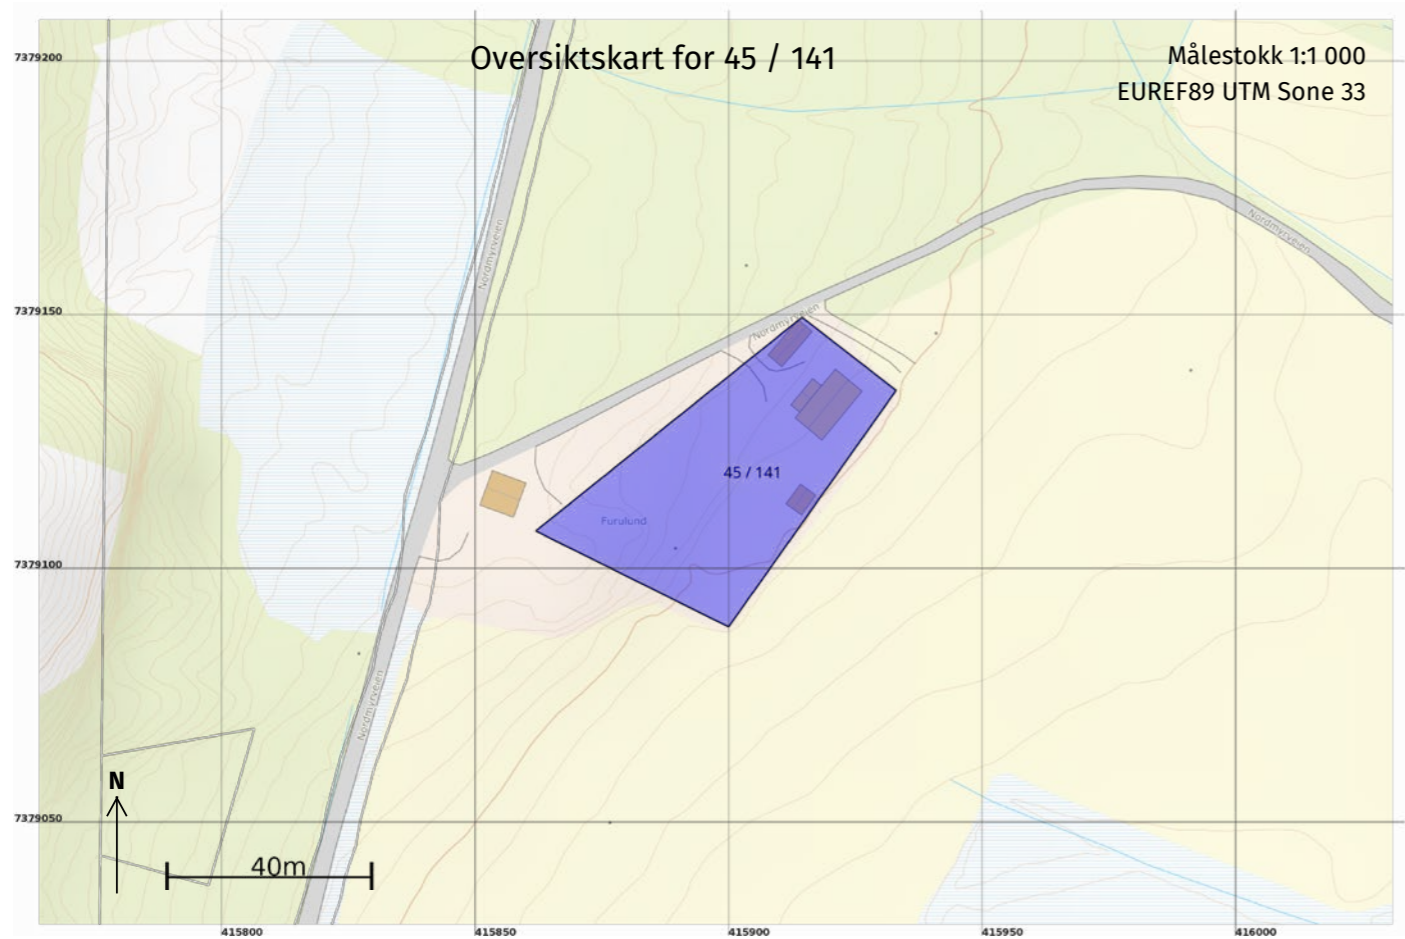 Oversiktskart for 45 / 141
Målestokk 1:1 000
EUREF89 UTM Sone 33
7379200
Nordmyrveien
Nordmyrveien
7379150
Nordmyrveien
45 / 141
Furulund
7379100
Nordmyrveien
N
7379050
40m
415800
415850
415900
415950
416000